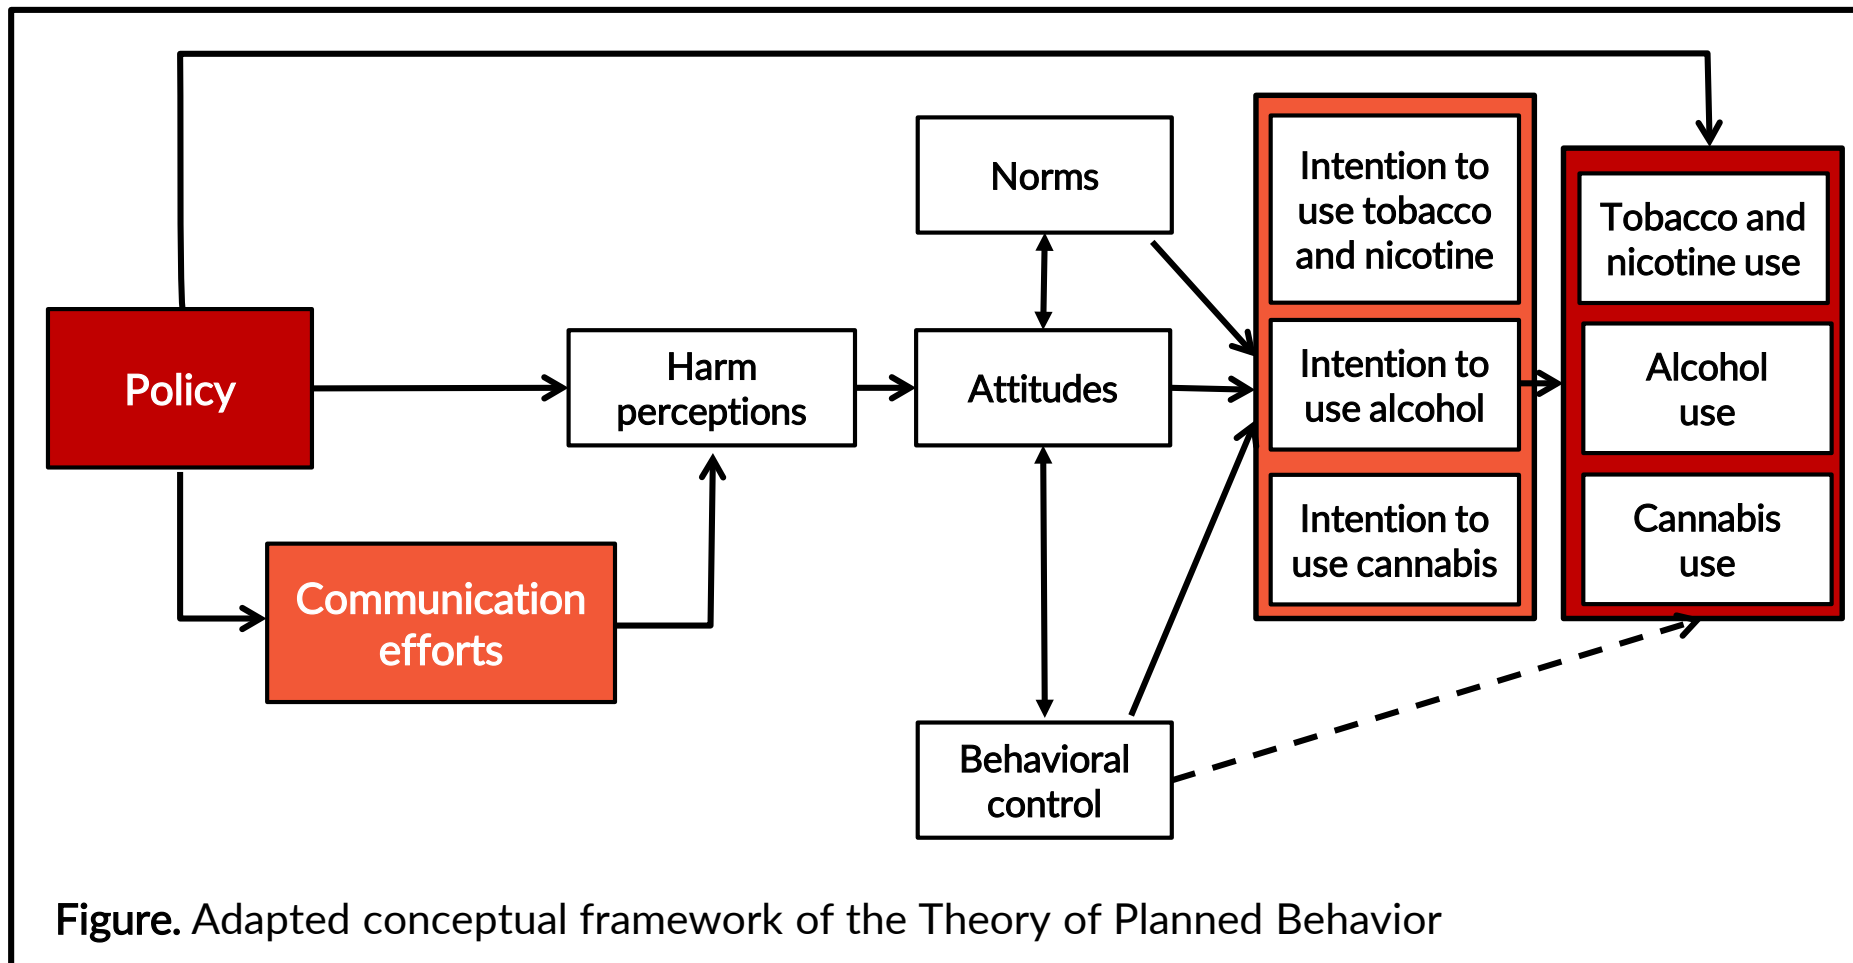 Policy
Communication
efforts
Harm
perceptions
Norms
Attitudes
Behavioral
control
Intention to
use tobacco
and nicotine
Intention to
use alcohol
Intention to
use cannabis
Tobacco and
nicotine use
Alcohol
use
Cannabis
use
Figure. Adapted conceptual framework of the Theory of Planned Behavior